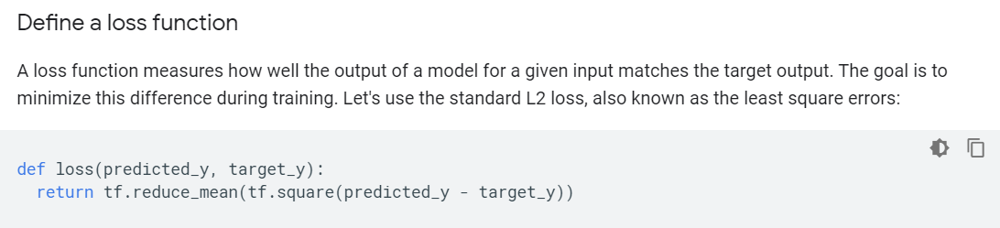 Define a loss function
A loss function measures how well the output of a model for a given input matches the target output. The goal is to
minimize this difference during training. Let's use the standard L2 loss, also known as the least square errors:
def loss(predicted_y, target_y):
  return tf.reduce_mean(tf.square(predicted_y - target_y))